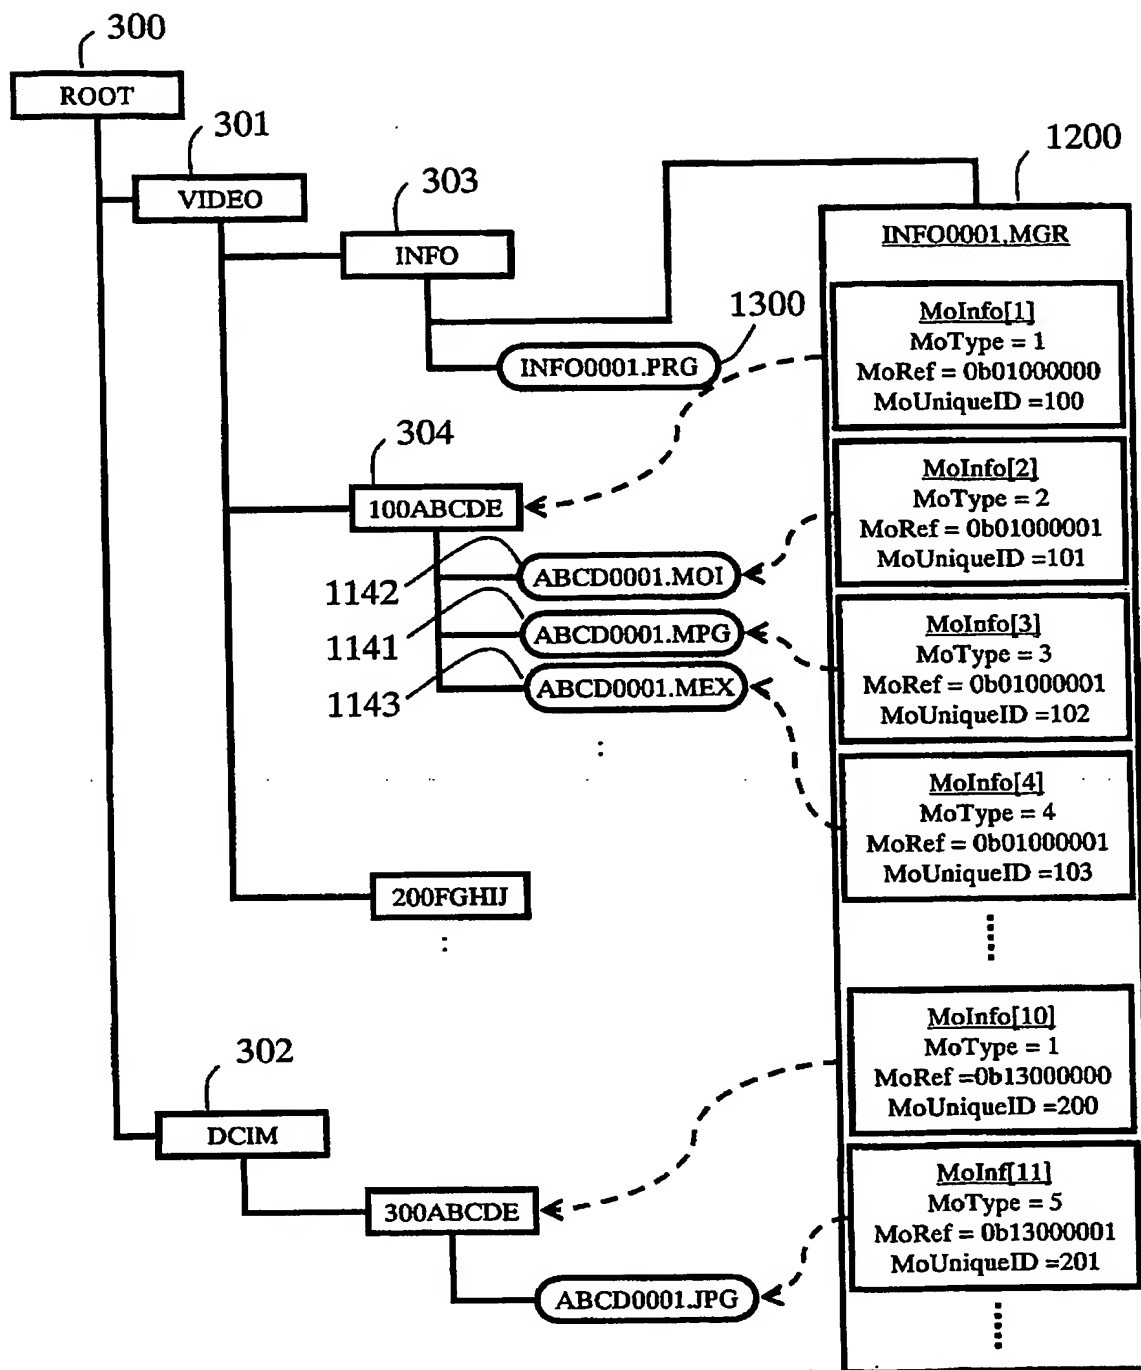 300
ROOT
301
VIDEO
303
INFO
1200
INFO0001.MGR
MoInfo[1]
MoType = 1
MoRef = 0b01000000
MoUniqueID =100
1300
INFO0001.PRG
304
100ABCDE
MoInfo[2]
MoType = 2
MoRef = 0b01000001
MoUniqueID =101
1142
ABCD0001.MOI
1141
ABCD0001.MPG
1143
ABCD0001.MEX
:
MoInfo[3]
MoType = 3
MoRef = 0b01000001
MoUniqueID =102
MoInfo[4]
MoType = 4
MoRef = 0b01000001
MoUniqueID =103
200FGHIJ
:
MoInfo[10]
MoType = 1
MoRef =0b13000000
MoUniqueID =200
302
DCIM
300ABCDE
MoInf[11]
MoType = 5
MoRef = 0b13000001
MoUniqueID =201
ABCD0001.JPG